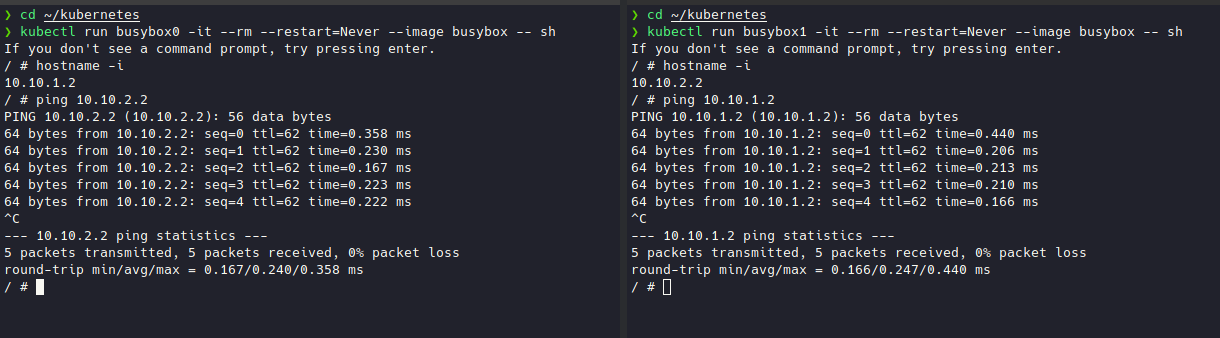 ❯ cd ~/kubernetes
❯ kubectl run busybox0 -it --rm --restart=Never --image busybox -- sh
If you don't see a command prompt, try pressing enter.
/ # hostname -i
10.10.1.2
/ # ping 10.10.2.2
PING 10.10.2.2 (10.10.2.2): 56 data bytes
64 bytes from 10.10.2.2: seq=0 ttl=62 time=0.358 ms
64 bytes from 10.10.2.2: seq=1 ttl=62 time=0.230 ms
64 bytes from 10.10.2.2: seq=2 ttl=62 time=0.167 ms
64 bytes from 10.10.2.2: seq=3 ttl=62 time=0.223 ms
64 bytes from 10.10.2.2: seq=4 ttl=62 time=0.222 ms
^C
--- 10.10.2.2 ping statistics ---
5 packets transmitted, 5 packets received, 0% packet loss
round-trip min/avg/max = 0.167/0.240/0.358 ms
/ #
❯ cd ~/kubernetes
❯ kubectl run busybox1 -it --rm --restart=Never --image busybox -- sh
If you don't see a command prompt, try pressing enter.
/ # hostname -i
10.10.2.2
/ # ping 10.10.1.2
PING 10.10.1.2 (10.10.1.2): 56 data bytes
64 bytes from 10.10.1.2: seq=0 ttl=62 time=0.440 ms
64 bytes from 10.10.1.2: seq=1 ttl=62 time=0.206 ms
64 bytes from 10.10.1.2: seq=2 ttl=62 time=0.213 ms
64 bytes from 10.10.1.2: seq=3 ttl=62 time=0.210 ms
64 bytes from 10.10.1.2: seq=4 ttl=62 time=0.166 ms
^C
--- 10.10.1.2 ping statistics ---
5 packets transmitted, 5 packets received, 0% packet loss
round-trip min/avg/max = 0.166/0.247/0.440 ms
/ #